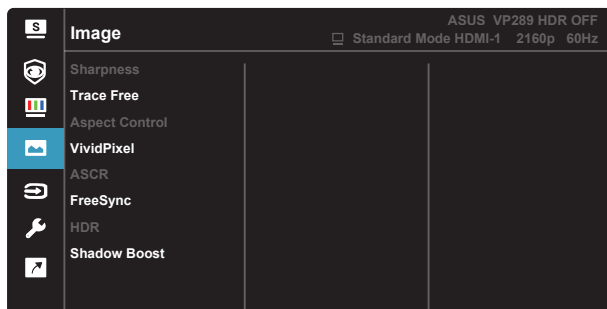 S
Image
ASUS VP289 HDR OFF
Standard Mode HDMI-1 2160p 60Hz
Sharpness
Trace Free
Aspect Control
VividPixel
ASCR
FreeSync
HDR
Shadow Boost